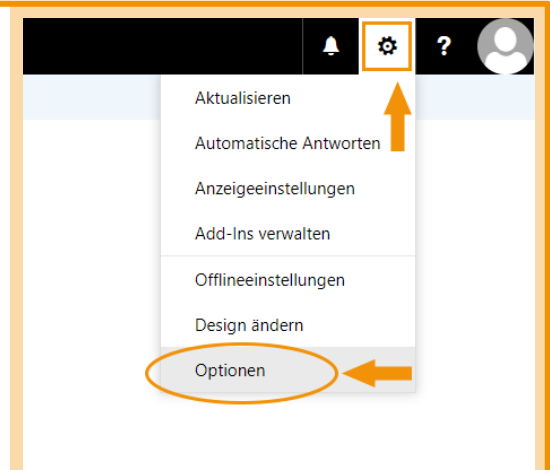 ?
Aktualisieren
Automatische Antworten
Anzeigeeinstellungen
Add-Ins verwalten
Offlineeinstellungen
Design ändern
Optionen